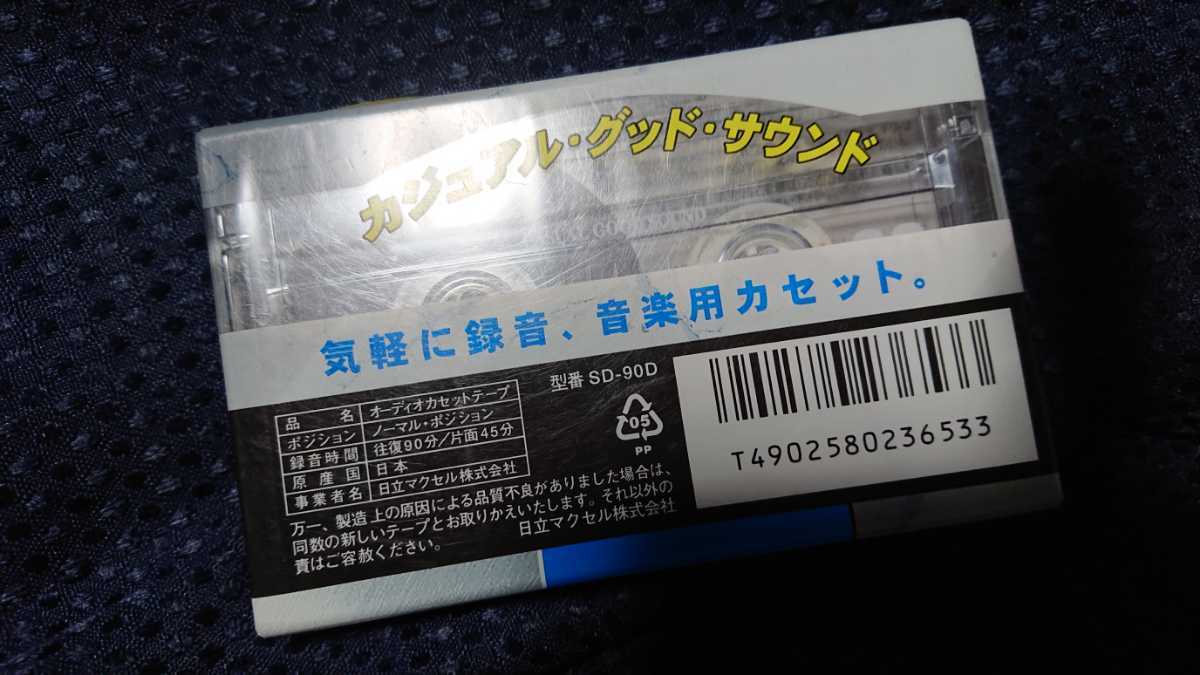 カジュアル・グッド・サウンド
気軽に録音、音楽用カセット。
品名 オーディオカセットテープ
ポジション ノーマル・ポジション
録音時間 往復90分/片面45分
原産国 日本
事業者名 日立マクセル株式会社
型番 SD-90D
05
PP
T4902580236533
万一、製造上の原因による品質不良がありました場合は、
同数の新しいテープとお取りかえいたします。それ以外の
責はご容赦ください。
日立マクセル株式会社